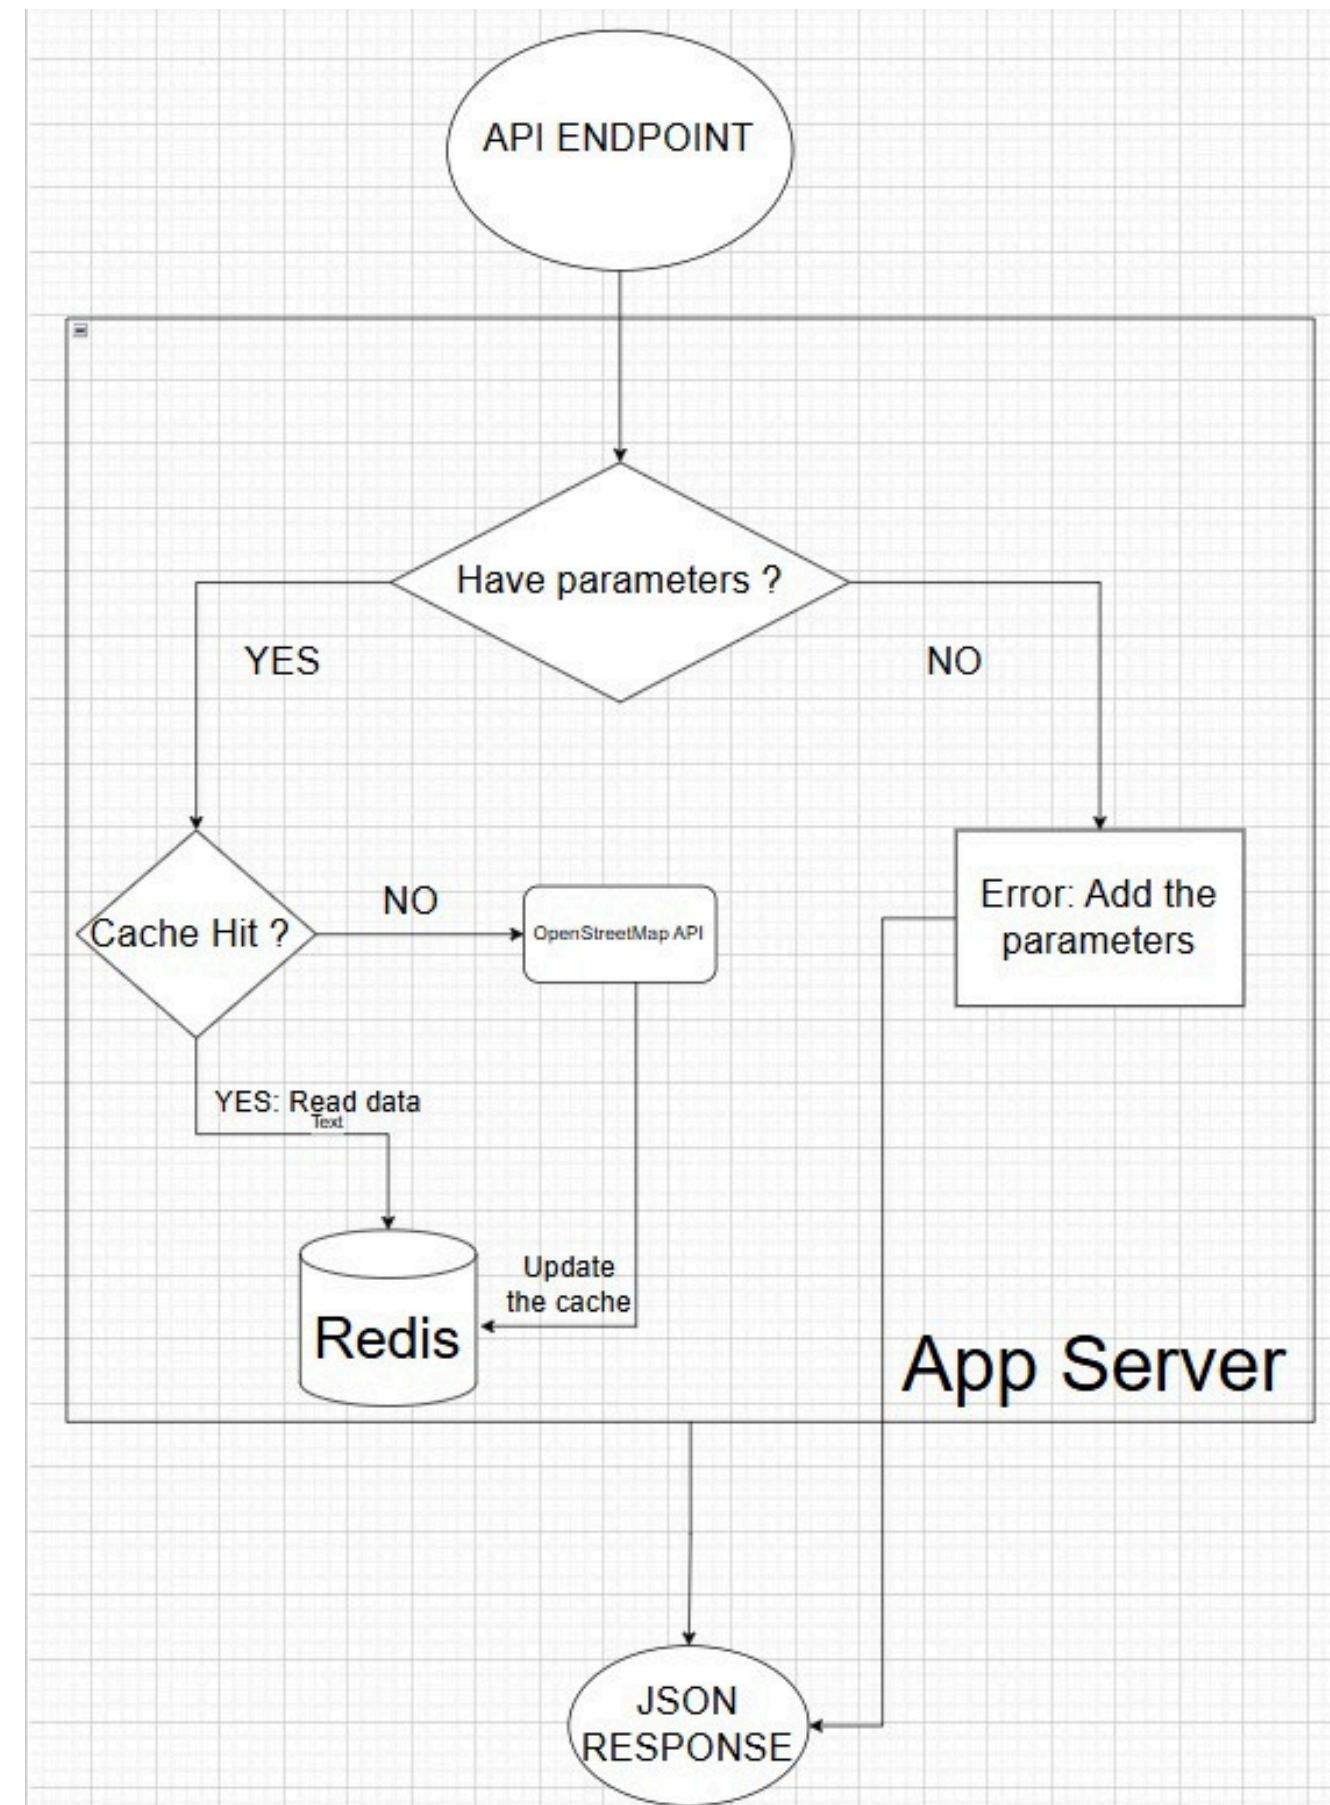 API ENDPOINT
Have parameters ?
YES
NO
Cache Hit ?
NO
OpenStreetMap API
Error: Add the
parameters
YES: Read data
Text
Update
the cache
Redis
App Server
JSON
RESPONSE